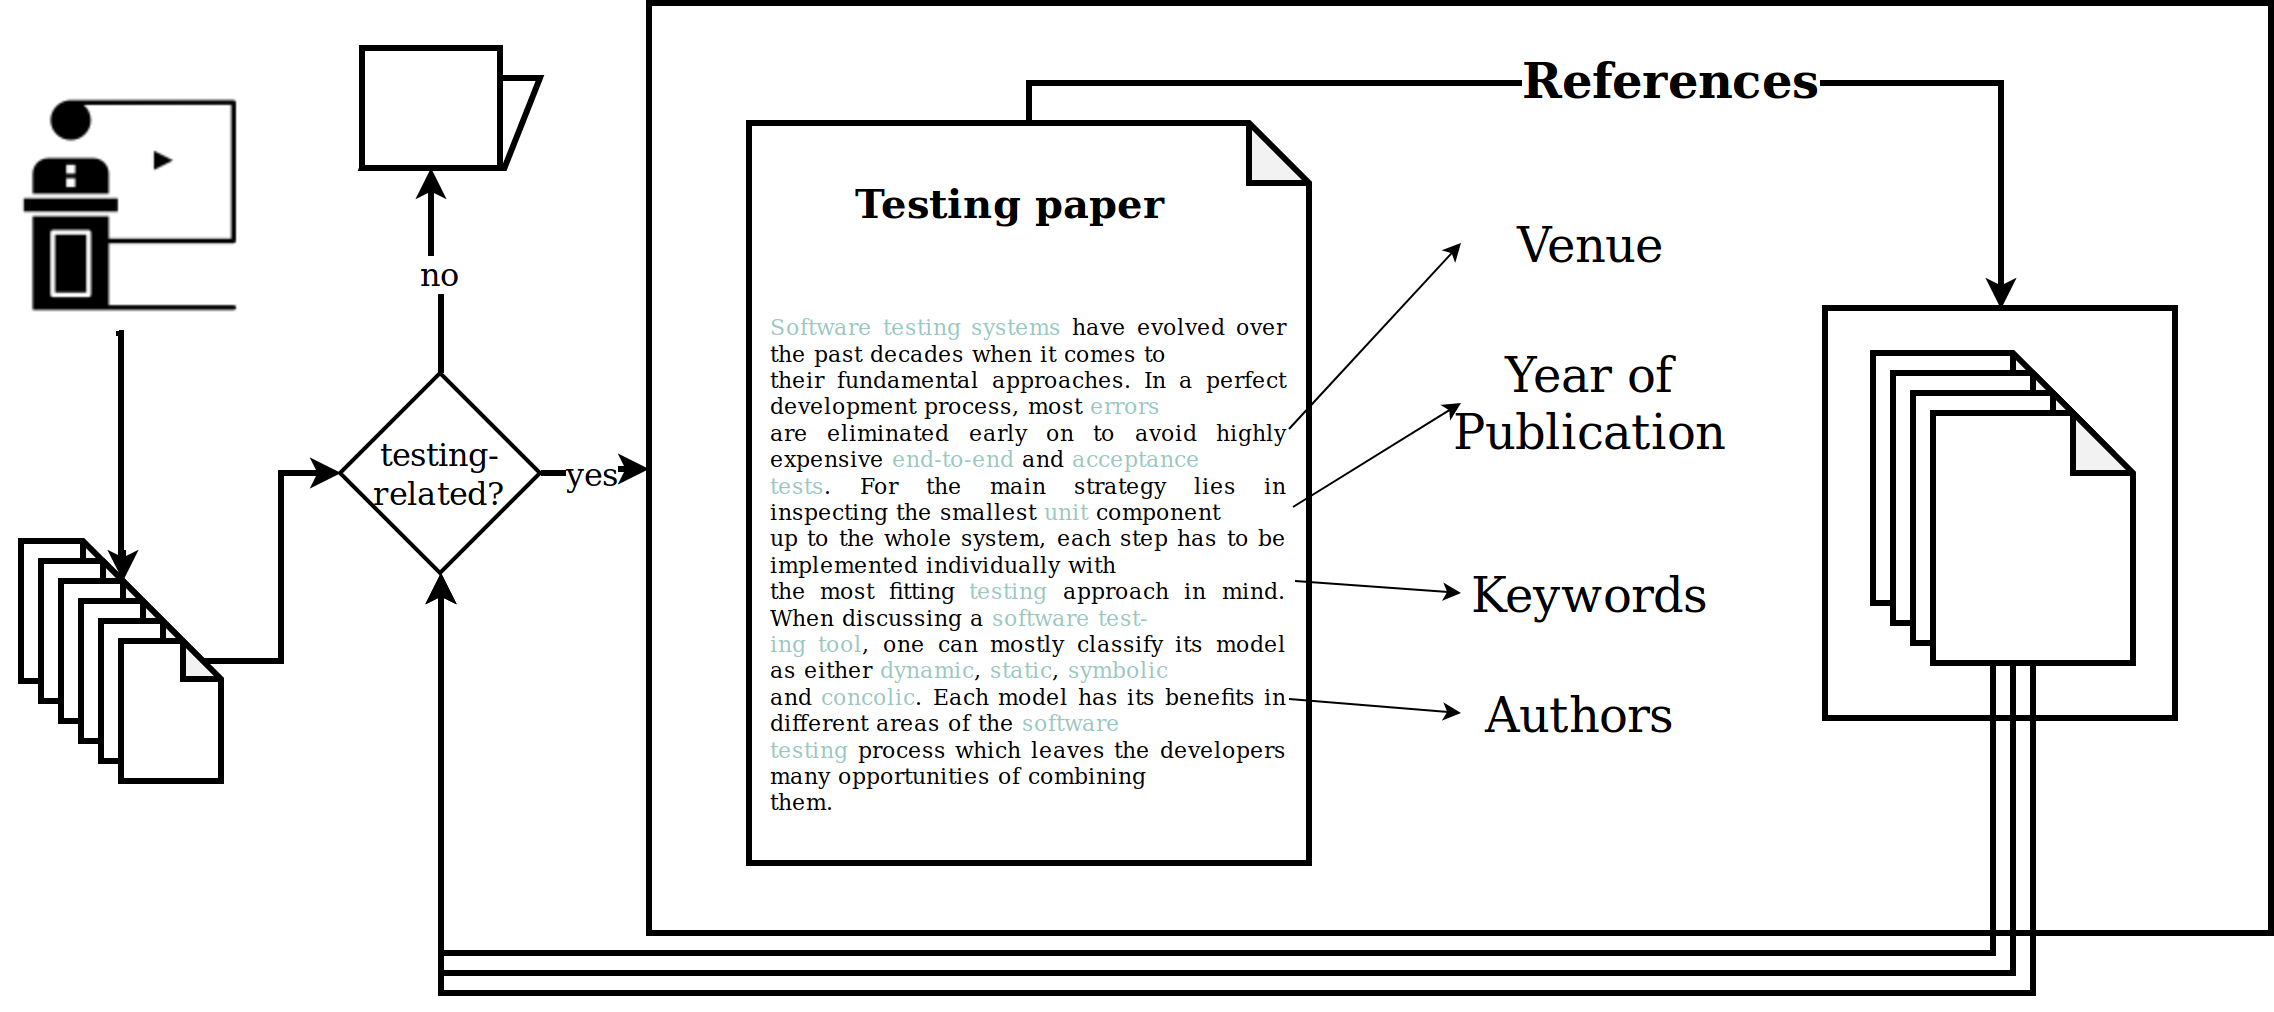 References
Testing paper
Venue
no
Software testing systems have evolved over
the past decades when it comes to
their fundamental approaches. In a perfect
development process, most errors
are eliminated early on to avoid highly
expensive end-to-end and acceptance
tests. For the main strategy lies in
inspecting the smallest unit component
up to the whole system, each step has to be
implemented individually with
the most fitting testing approach in mind.
When discussing a software test-
ing tool, one can mostly classify its model
as either dynamic, static, symbolic
and concolic. Each model has its benefits in
different areas of the software
testing process which leaves the developers
many opportunities of combining
them.
Year of
Publication
testing-
related?
yes
Keywords
Authors